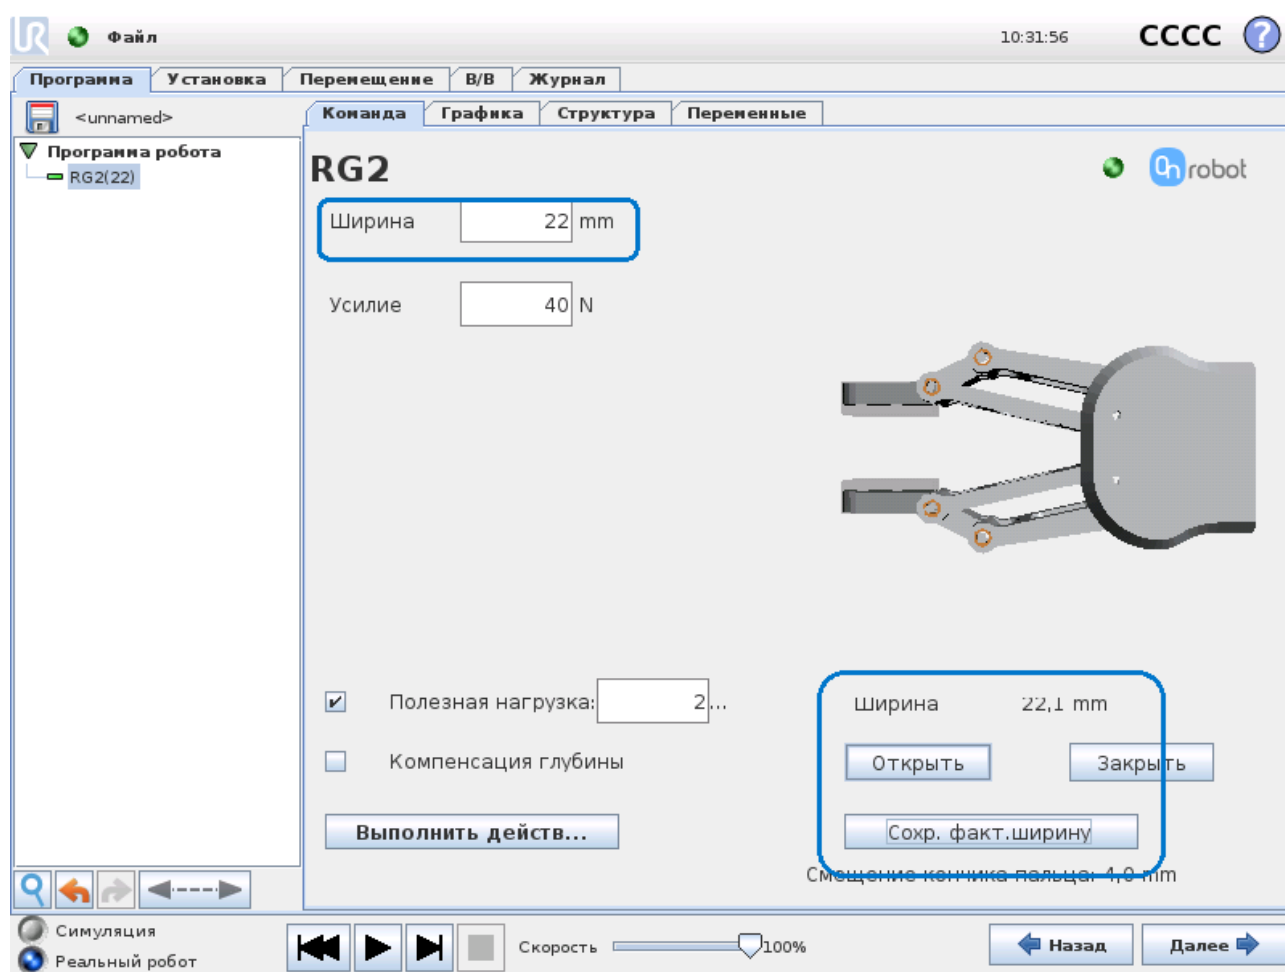 UR
Файл
10:31:56
CCCC
?
Программа
Установка
Перемещение
В/В
Журнал
<unnamed>
Команда
Графика
Структура
Переменные
Программа робота
RG2(22)
RG2
On robot
Ширина 22 mm
Усилие 40 N
Полезная нагрузка: 2...
Ширина 22,1 mm
Компенсация глубины
Открыть
Закрыть
Выполнить действ...
Сохр. факт.ширину
Смещение кончика пальца: 4,0 mm
Симуляция
Реальный робот
Скорость 100%
Назад
Далее